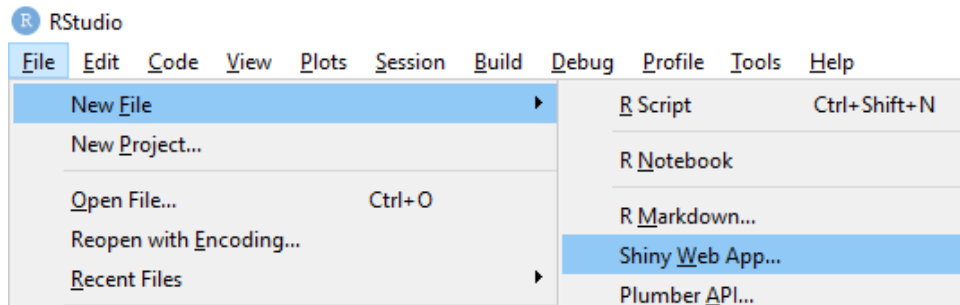 R RStudio
File Edit Code View Plots Session Build Debug Profile Tools Help
New File
New Project...
Open File... Ctrl+O
Reopen with Encoding...
Recent Files
R Script Ctrl+Shift+N
R Notebook
R Markdown...
Shiny Web App...
Plumber API...